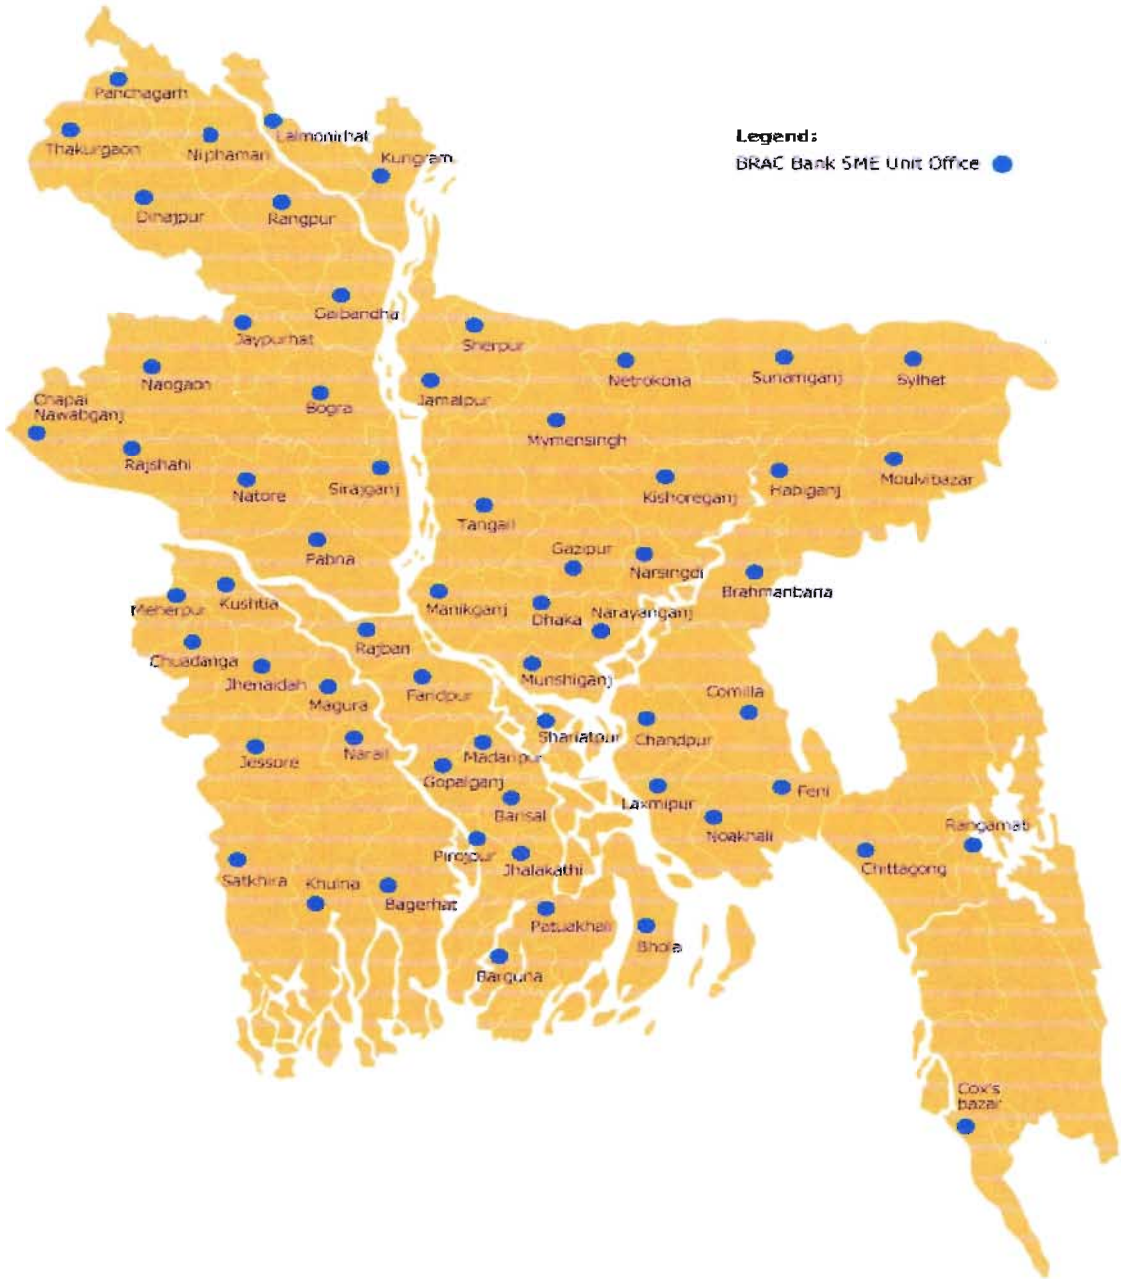 Panchagarh
Lalmonirhat
Legend:
Thakurgaon
Nilphamari
Kurigram
BRAC Bank SME Unit Office
Dinajpur
Rangpur
Gaibandha
Jaypurhat
Sherpur
Naogaon
Netrokona
Sunamganj
Sylhet
Chapai
Nawabganj
Bogra
Jamalpur
Mymensingh
Rajshahi
Natore
Sirajganj
Kishoreganj
Habiganj
Moulvibazar
Tangail
Pabna
Gazipur
Narsingdi
Brahmanbaria
Meherpur
Kushtia
Manikganj
Dhaka
Narayanganj
Rajbari
Chuadanga
Jhenaidah
Magura
Faridpur
Munshiganj
Comilla
Shariatpur
Chandpur
Jessore
Narail
Madaripur
Gopalganj
Laxmipur
Feni
Barisal
Noakhali
Rangamati
Pirojpur
Jhalakathi
Chittagong
Satkhira
Khulna
Bagerhat
Patuakhali
Bhola
Barguna
Cox's
bazar